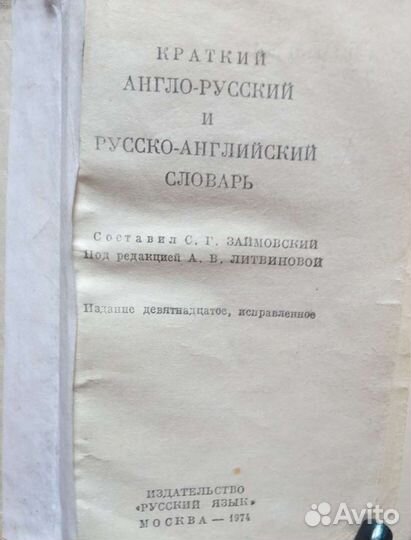 КРАТКИЙ
АНГЛО-РУССКИЙ
И
РУССКО-АНГЛИЙСКИЙ
СЛОВАРЬ
Составил С. Г. ЗАЙМОВСКИЙ
Под редакцией А. В. ЛИТВИНОВОЙ
Издание девятнадцатое, исправленное
ИЗДАТЕЛЬСТВО
«РУССКИЙ ЯЗЫК»
МОСКВА — 1974
Avito